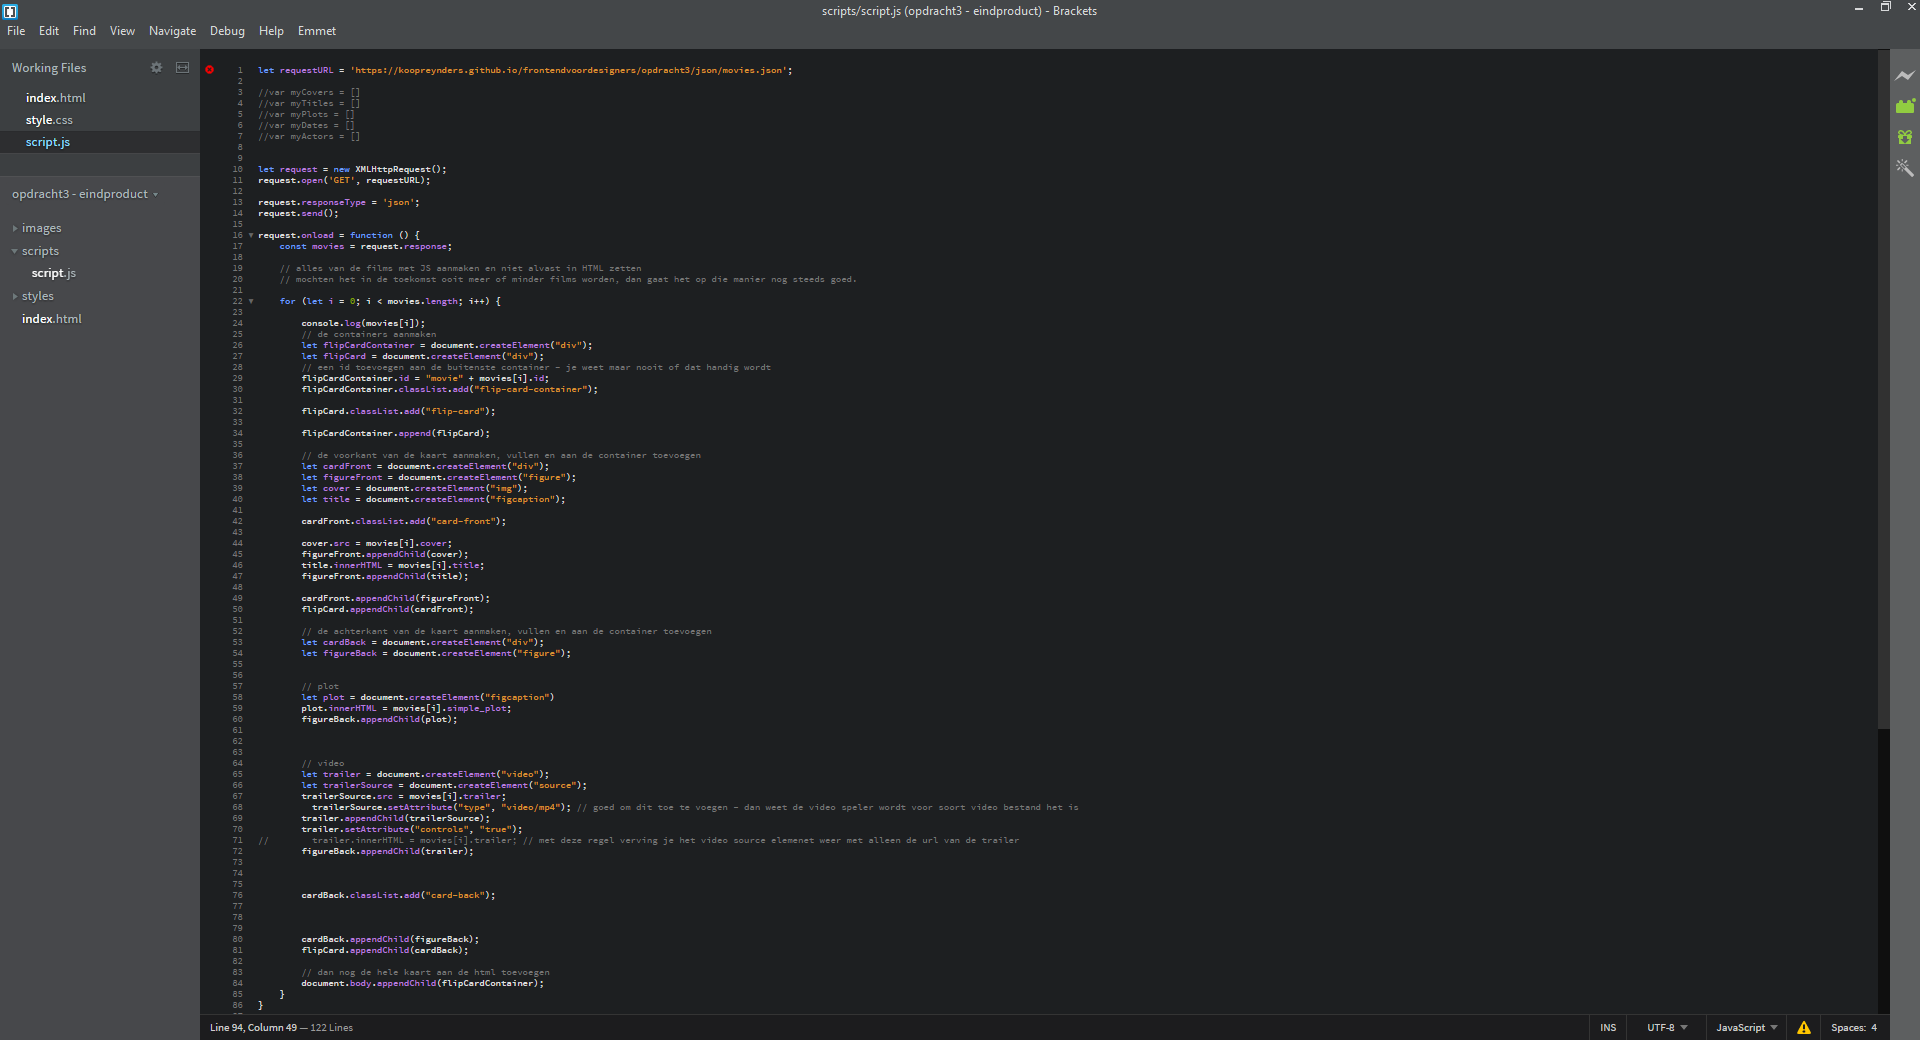 scripts/script.js (opdracht3 - eindproduct) - Brackets
File Edit Find View Navigate Debug Help Emmet
Working Files
index.html
style.css
script.js
opdracht3 - eindproduct
images
scripts
script.js
styles
index.html
1 let requestURL = 'https://koopreynders.github.io/frontendvoordesigners/opdracht3/json/movies.json';
2
3 //var myCovers = []
4 //var myTitles = []
5 //var myPlots = []
6 //var myDates = []
7 //var myActors = []
8
9
10 let request = new XMLHttpRequest();
11 request.open('GET', requestURL);
12
13 request.responseType = 'json';
14 request.send();
15
16 request.onload = function () {
17 const movies = request.response;
18
19 // alles van de films met JS aanmaken en niet alvast in HTML zetten
20 // mochten het in de toekomst ooit meer of minder films worden, dan gaat het op die manier nog steeds goed.
21
22 for (let i = 0; i < movies.length; i++) {
23
24 console.log(movies[i]);
25 // de containers aanmaken
26 let flipCardContainer = document.createElement("div");
27 let flipCard = document.createElement("div");
28 // een id toevoegen aan de buitenste container - je weet maar nooit of dat handig wordt
29 flipCardContainer.id = "movie" + movies[i].id;
30 flipCardContainer.classList.add("flip-card-container");
31
32 flipCard.classList.add("flip-card");
33
34 flipCardContainer.append(flipCard);
35
36 // de voorkant van de kaart aanmaken, vullen en aan de container toevoegen
37 let cardFront = document.createElement("div");
38 let figureFront = document.createElement("figure");
39 let cover = document.createElement("img");
40 let title = document.createElement("figcaption");
41
42 cardFront.classList.add("card-front");
43
44 cover.src = movies[i].cover;
45 figureFront.appendChild(cover);
46 title.innerHTML = movies[i].title;
47 figureFront.appendChild(title);
48
49 cardFront.appendChild(figureFront);
50 flipCard.appendChild(cardFront);
51
52 // de achterkant van de kaart aanmaken, vullen en aan de container toevoegen
53 let cardBack = document.createElement("div");
54 let figureBack = document.createElement("figure");
55
56
57 // plot
58 let plot = document.createElement("figcaption")
59 plot.innerHTML = movies[i].simple_plot;
60 figureBack.appendChild(plot);
61
62
63
64 // video
65 let trailer = document.createElement("video");
66 let trailerSource = document.createElement("source");
67 trailerSource.src = movies[i].trailer;
68 trailerSource.setAttribute("type", "video/mp4"); // goed om dit toe te voegen - dan weet de video speler wordt voor soort video bestand het is
69 trailer.appendChild(trailerSource);
70 trailer.setAttribute("controls", "true");
71 // trailer.innerHTML = movies[i].trailer; // met deze regel verving je het video source elemenet weer met alleen de url van de trailer
72 figureBack.appendChild(trailer);
73
74
75
76 cardBack.classList.add("card-back");
77
78
79
80 cardBack.appendChild(figureBack);
81 flipCard.appendChild(cardBack);
82
83 // dan nog de hele kaart aan de html toevoegen
84 document.body.appendChild(flipCardContainer);
85 }
86 }
Line 94, Column 49 — 122 Lines
INS UTF-8 JavaScript Spaces: 4